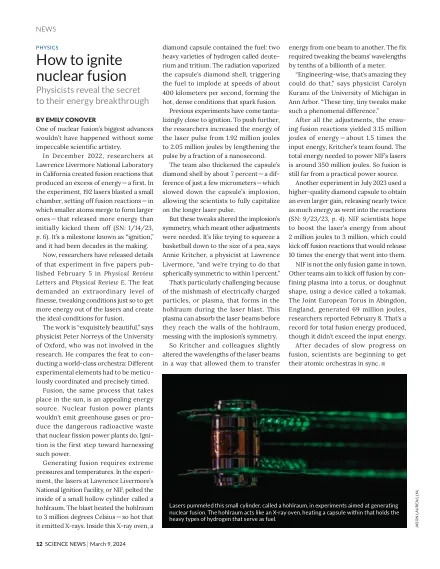 NEWS
PHYSICS
How to ignite
nuclear fusion
Physicists reveal the secret
to their energy breakthrough
BY EMILY CONOVER
One of nuclear fusion's biggest advances
wouldn't have happened without some
impeccable scientific artistry.
In December 2022, researchers at
Lawrence Livermore National Laboratory
in California created fusion reactions that
produced an excess of energy — a first. In
the experiment, 192 lasers blasted a small
chamber, setting off fusion reactions — in
which smaller atoms merge to form larger
ones — that released more energy than
initially kicked them off (SN: 1/14/23,
p. 6). It's a milestone known as "ignition,"
and it had been decades in the making.
Now, researchers have released details
of that experiment in five papers pub-
lished February 5 in Physical Review
Letters and Physical Review E. The feat
demanded an extraordinary level of
finesse, tweaking conditions just so to get
more energy out of the lasers and create
the ideal conditions for fusion.
The work is "exquisitely beautiful," says
physicist Peter Norreys of the University
of Oxford, who was not involved in the
research. He compares the feat to con-
ducting a world-class orchestra: Different
experimental elements had to be meticu-
lously coordinated and precisely timed.
Fusion, the same process that takes
place in the sun, is an appealing energy
source. Nuclear fusion power plants
wouldn't emit greenhouse gases or pro-
duce the dangerous radioactive waste
that nuclear fission power plants do. Igni-
tion is the first step toward harnessing
such power.
Generating fusion requires extreme
pressures and temperatures. In the experi-
ment, the lasers at Lawrence Livermore's
National Ignition Facility, or NIF, pelted the
inside of a small hollow cylinder called a
hohlraum. The blast heated the hohlraum
to 3 million degrees Celsius — so hot that
it emitted X-rays. Inside this X-ray oven, a
diamond capsule contained the fuel: two
heavy varieties of hydrogen called deute-
rium and tritium. The radiation vaporized
the capsule's diamond shell, triggering
the fuel to implode at speeds of about
400 kilometers per second, forming the
hot, dense conditions that spark fusion.
Previous experiments have come tanta-
lizingly close to ignition. To push further,
the researchers increased the energy of
the laser pulse from 1.92 million joules
to 2.05 million joules by lengthening the
pulse by a fraction of a nanosecond.
The team also thickened the capsule's
diamond shell by about 7 percent — a dif-
ference of just a few micrometers — which
slowed down the capsule's implosion,
allowing the scientists to fully capitalize
on the longer laser pulse.
But these tweaks altered the implosion's
symmetry, which meant other adjustments
were needed. It's like trying to squeeze a
basketball down to the size of a pea, says
Annie Kritcher, a physicist at Lawrence
Livermore, "and we're trying to do that
spherically symmetric to within 1 percent."
That's particularly challenging because
of the mishmash of electrically charged
particles, or plasma, that forms in the
hohlraum during the laser blast. This
plasma can absorb the laser beams before
they reach the walls of the hohlraum,
messing with the implosion's symmetry.
So Kritcher and colleagues slightly
altered the wavelengths of the laser beams
in a way that allowed them to transfer
energy from one beam to another. The fix
required tweaking the beams' wavelengths
by tenths of a billionth of a meter.
"Engineering-wise, that's amazing they
could do that," says physicist Carolyn
Kuranz of the University of Michigan in
Ann Arbor. "These tiny, tiny tweaks make
such a phenomenal difference."
After all the adjustments, the ensu-
ing fusion reactions yielded 3.15 million
joules of energy — about 1.5 times the
input energy, Kritcher's team found. The
total energy needed to power NIF's lasers
is around 350 million joules. So fusion is
still far from a practical power source.
Another experiment in July 2023 used a
higher-quality diamond capsule to obtain
an even larger gain, releasing nearly twice
as much energy as went into the reactions
(SN: 9/23/23, p. 4). NIF scientists hope
to boost the laser's energy from about 2
million joules to 3 million, which could
kick off fusion reactions that would release
10 times the energy that went into them.
NIF is not the only fusion game in town.
Other teams aim to kick off fusion by con-
fining plasma into a torus, or doughnut
shape, using a device called a tokamak.
The Joint European Torus in Abingdon,
England, generated 69 million joules,
researchers reported February 8. That's a
record for total fusion energy produced,
though it didn't exceed the input energy.
After decades of slow progress on
fusion, scientists are beginning to get
their atomic orchestras in sync.
Lasers pummeled this small cylinder, called a hohlraum, in experiments aimed at generating
nuclear fusion. The hohlraum acts like an X-ray oven, heating a capsule within that holds the
heavy types of hydrogen that serve as fuel.
12 SCIENCE NEWS | March 9, 2024